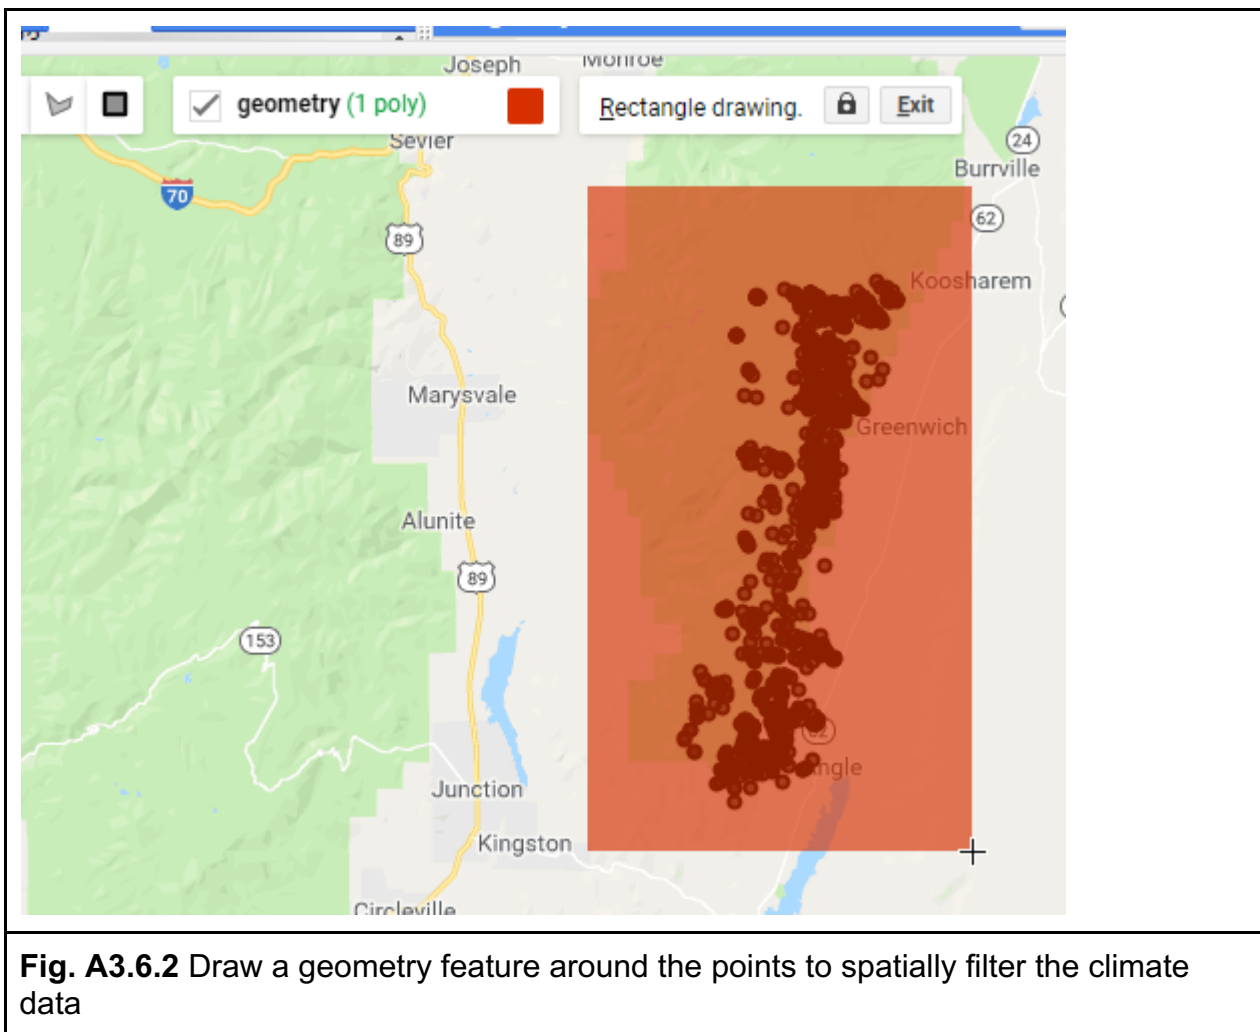 Joseph
Monroe
geometry (1 poly)
Rectangle drawing.
Exit
Sevier
24
Burrville
70
62
89
Koosharem
Marysvale
Greenwich
Alunite
89
153
62
Angle
Junction
Kingston
Circleville
Fig. A3.6.2 Draw a geometry feature around the points to spatially filter the climate
data